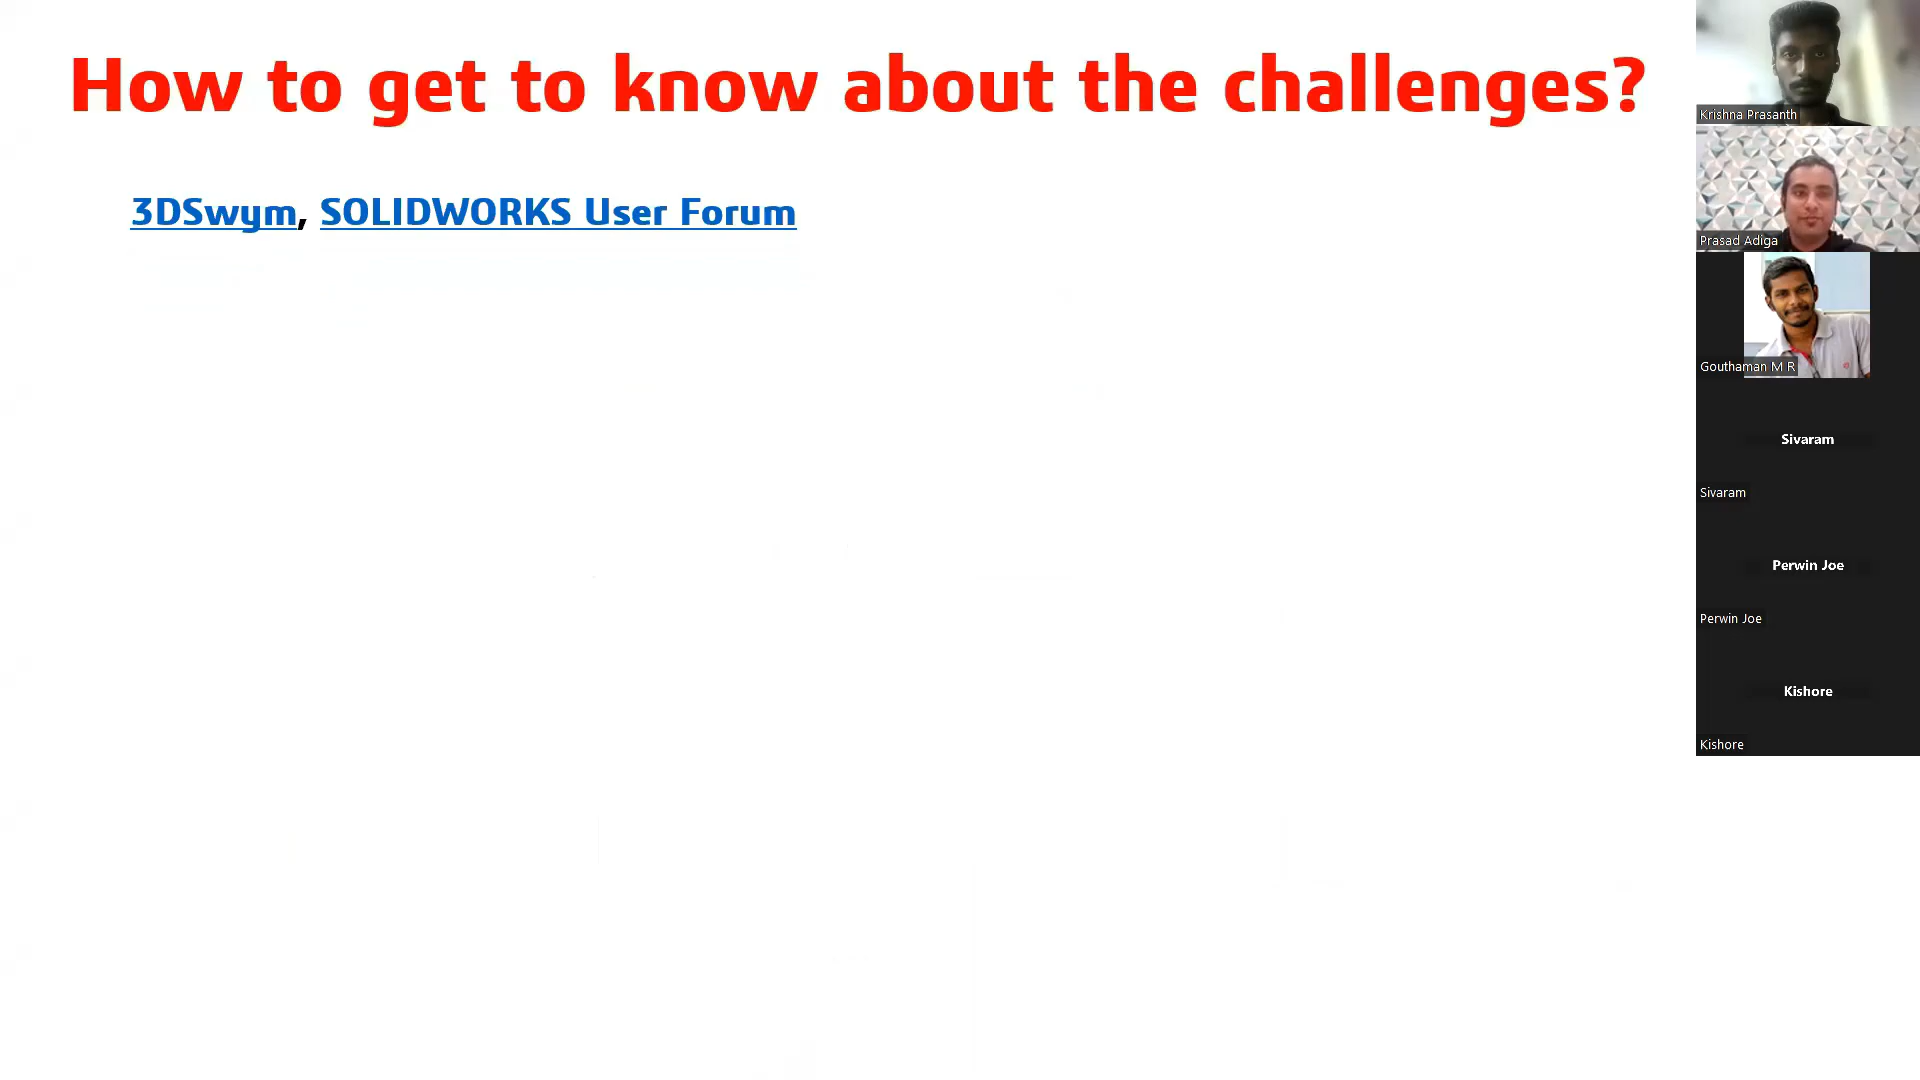 How to get to know about the challenges?
3DSwym, SOLIDWORKS User Forum
Krishna Prasanth
Prasad Adiga
Gouthaman M R
Sivaram
Sivaram
Perwin Joe
Perwin Joe
Kishore
Kishore